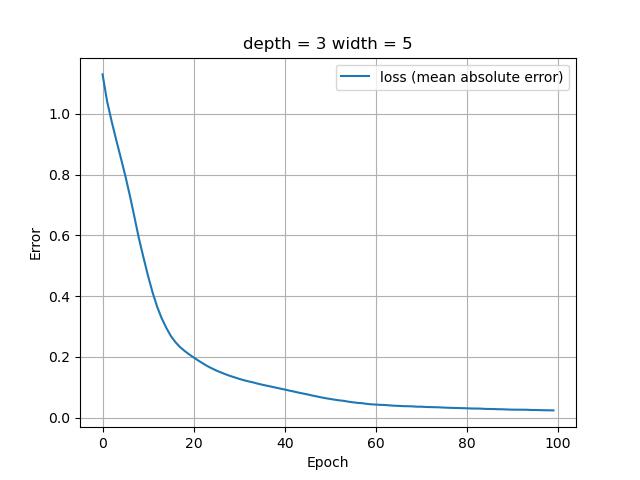 depth = 3 width = 5
loss (mean absolute error)
Error
1.0
0.8
0.6
0.4
0.2
0.0
0 20 40 60 80 100
Epoch